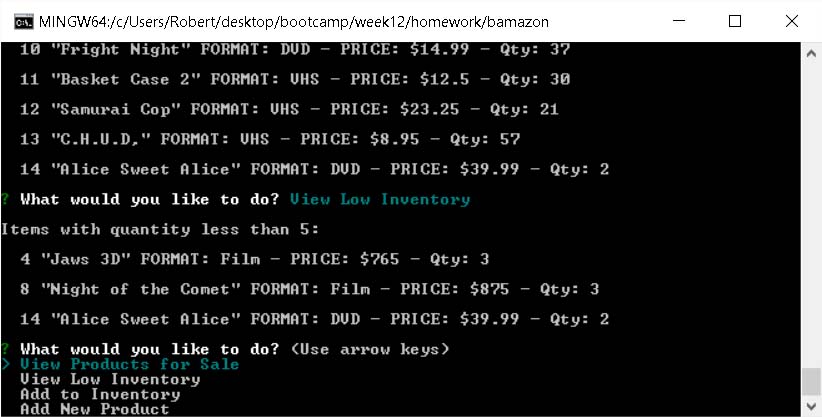 MINGW64:/c/Users/Robert/desktop/bootcamp/week12/homework/bamazon
10 "Fright Night" FORMAT: DVD - PRICE: $14.99 - Qty: 37
11 "Basket Case 2" FORMAT: VHS - PRICE: $12.5 - Qty: 30
12 "Samurai Cop" FORMAT: VHS - PRICE: $23.25 - Qty: 21
13 "C.H.U.D," FORMAT: VHS - PRICE: $8.95 - Qty: 57
14 "Alice Sweet Alice" FORMAT: DVD - PRICE: $39.99 - Qty: 2
? What would you like to do? View Low Inventory
Items with quantity less than 5:
4 "Jaws 3D" FORMAT: Film - PRICE: $765 - Qty: 3
8 "Night of the Comet" FORMAT: Film - PRICE: $875 - Qty: 3
14 "Alice Sweet Alice" FORMAT: DVD - PRICE: $39.99 - Qty: 2
? What would you like to do? (Use arrow keys)
> View Products for Sale
View Low Inventory
Add to Inventory
Add New Product